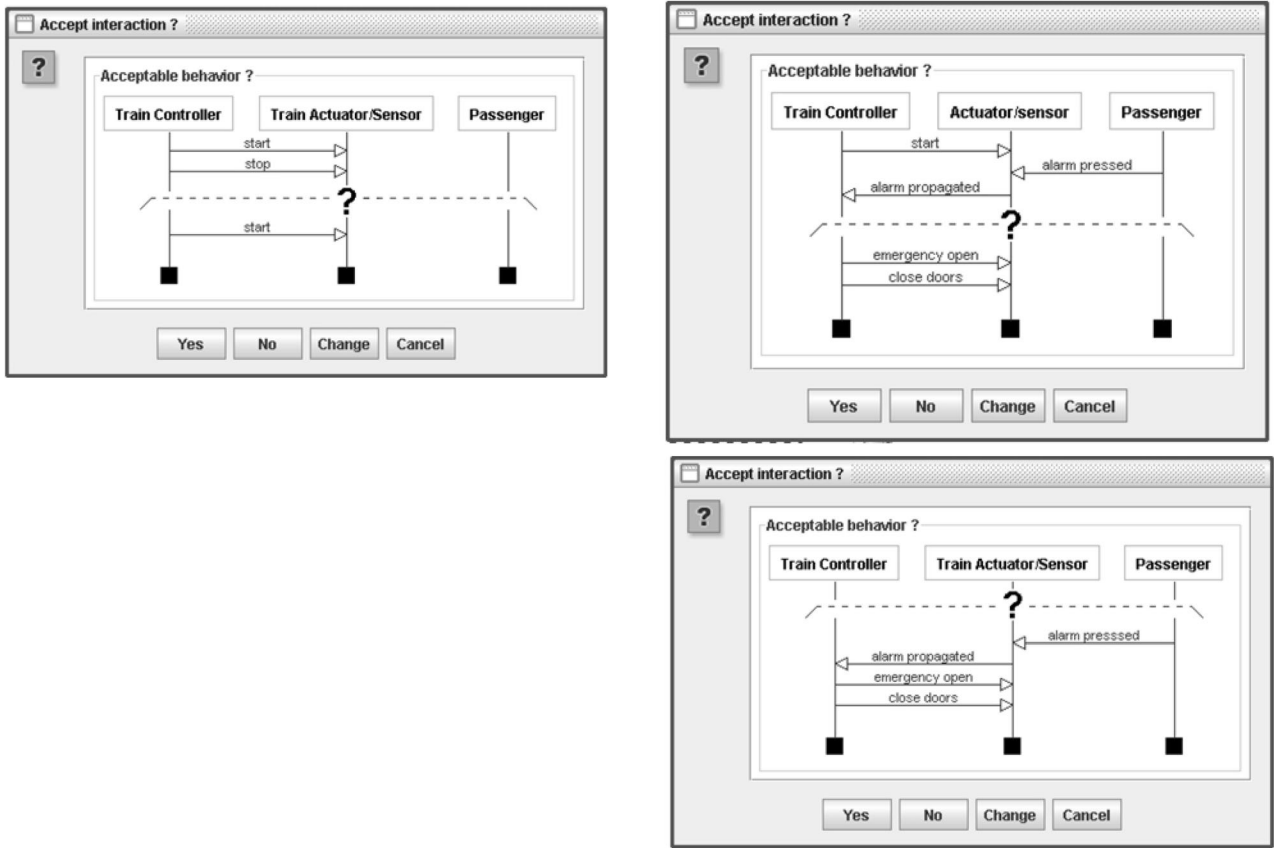 Accept interaction ?
?
Acceptable behavior ?
Train Controller Train Actuator/Sensor Passenger
start
stop
?
start
Yes No Change Cancel
Accept interaction ?
?
Acceptable behavior ?
Train Controller Actuator/sensor Passenger
start
alarm pressed
alarm propagated
?
emergency open
close doors
Yes No Change Cancel
Accept interaction ?
?
Acceptable behavior ?
Train Controller Train Actuator/Sensor Passenger
?
alarm presssed
alarm propagated
emergency open
close doors
Yes No Change Cancel